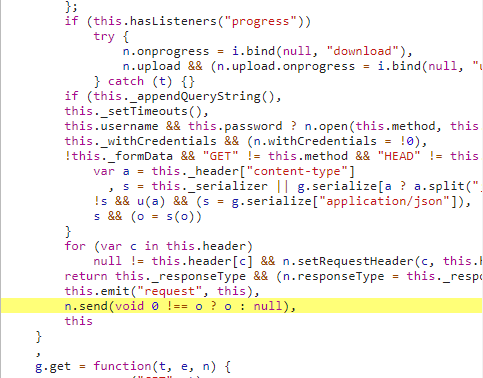 };
if (this.hasListeners("progress"))
try {
n.onprogress = i.bind(null, "download"),
n.upload && (n.upload.onprogress = i.bind(null, "u
} catch (t) {}
if (this._appendQueryString(),
this._setTimeouts(),
this.username && this.password ? n.open(this.method, this
this._withCredentials && (n.withCredentials = !0),
!this._formData && "GET" != this.method && "HEAD" != this
var a = this._header["content-type"]
, s = this._serializer || g.serialize[a ? a.split(";
!s && u(a) && (s = g.serialize["application/json"]),
s && (o = s(o))
}
for (var c in this.header)
null != this.header[c] && n.setRequestHeader(c, this.h
return this._responseType && (n.responseType = this._respo
this.emit("request", this),
n.send(void 0 !== o ? o : null),
this
}
,
g.get = function(t, e, n) {